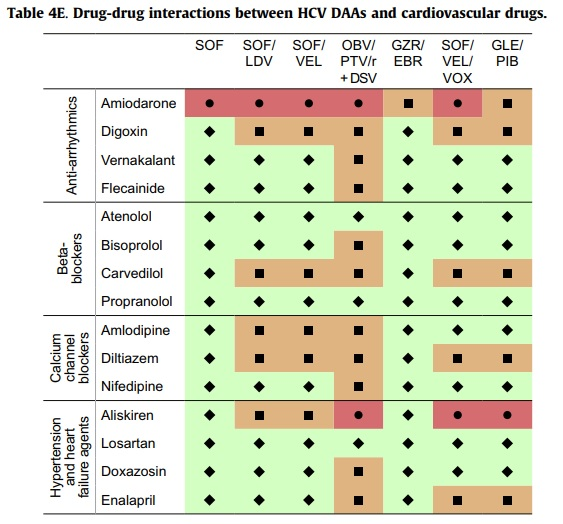 Table 4E. Drug-drug interactions between HCV DAAs and cardiovascular drugs.
SOF SOF/ LDV SOF/ VEL OBV/ PTV/r +DSV GZR/ EBR SOF/ VEL/ VOX GLE/ PIB
Anti-arrhythmics
Amiodarone ● ● ● ● ■ ● ■
Digoxin ◆ ■ ■ ■ ◆ ■ ■
Vernakalant ◆ ◆ ◆ ■ ◆ ◆ ◆
Flecainide ◆ ◆ ◆ ■ ◆ ◆ ◆
Beta-
blockers
Atenolol ◆ ◆ ◆ ◆ ◆ ◆ ◆
Bisoprolol ◆ ◆ ◆ ■ ◆ ◆ ◆
Carvedilol ◆ ■ ■ ■ ◆ ■ ■
Propranolol ◆ ◆ ◆ ◆ ◆ ◆ ◆
Calcium
channel
blockers
Amlodipine ◆ ■ ■ ■ ◆ ◆ ◆
Diltiazem ◆ ■ ■ ■ ◆ ■ ■
Nifedipine ◆ ◆ ◆ ■ ◆ ◆ ◆
Hypertension
and heart
failure agents
Aliskiren ◆ ■ ■ ● ◆ ● ●
Losartan ◆ ◆ ◆ ◆ ◆ ◆ ◆
Doxazosin ◆ ◆ ◆ ■ ◆ ◆ ◆
Enalapril ◆ ◆ ◆ ■ ◆ ■ ■